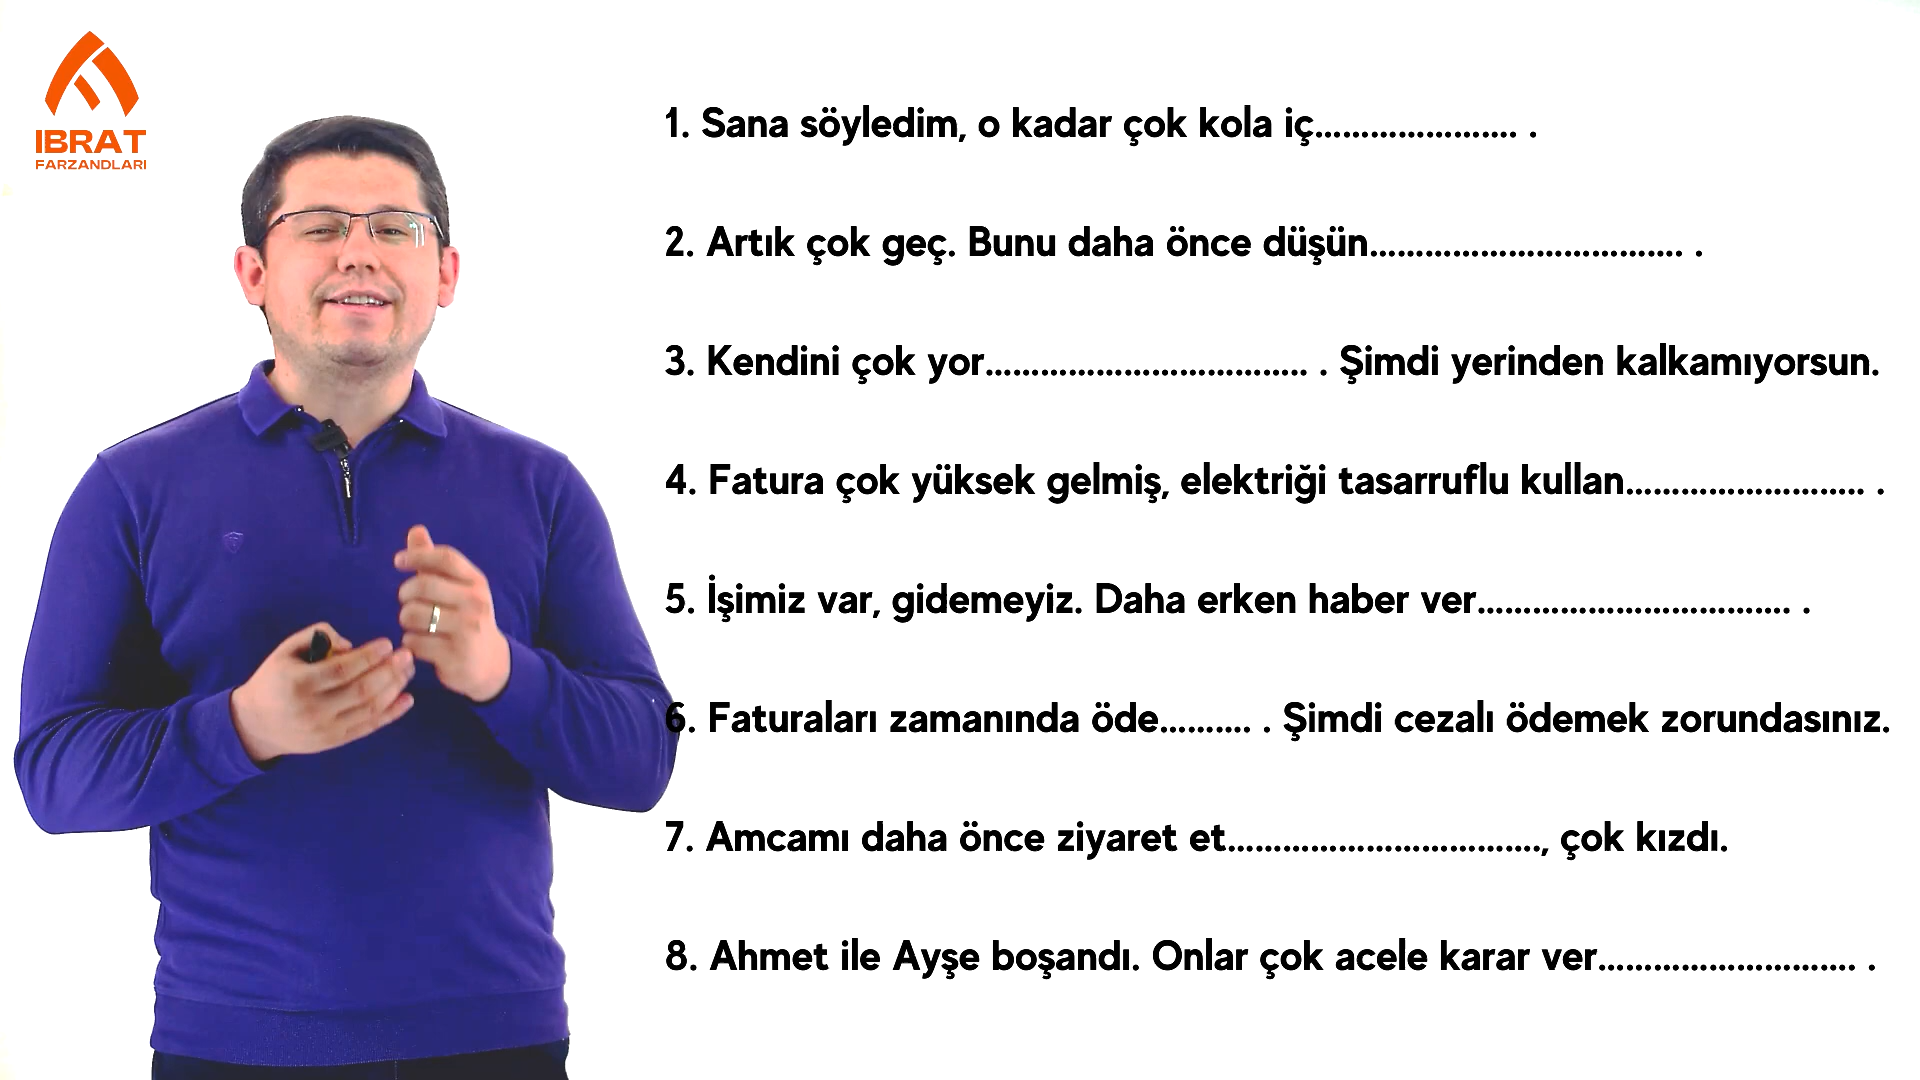 IBRAT
FARZANDLARI
1. Sana söyledim, o kadar çok kola iç...................... .
2. Artık çok geç. Bunu daha önce düşün.................................. .
3. Kendini çok yor................................... . Şimdi yerinden kalkamıyorsun.
4. Fatura çok yüksek gelmiş, elektriği tasarruflu kullan.......................... .
5. İşimiz var, gidemeyiz. Daha erken haber ver.................................. .
6. Faturaları zamanında öde.......... . Şimdi cezalı ödemek zorundasınız.
7. Amcamı daha önce ziyaret et.................................., çok kızdı.
8. Ahmet ile Ayşe boşandı. Onlar çok acele karar ver............................ .